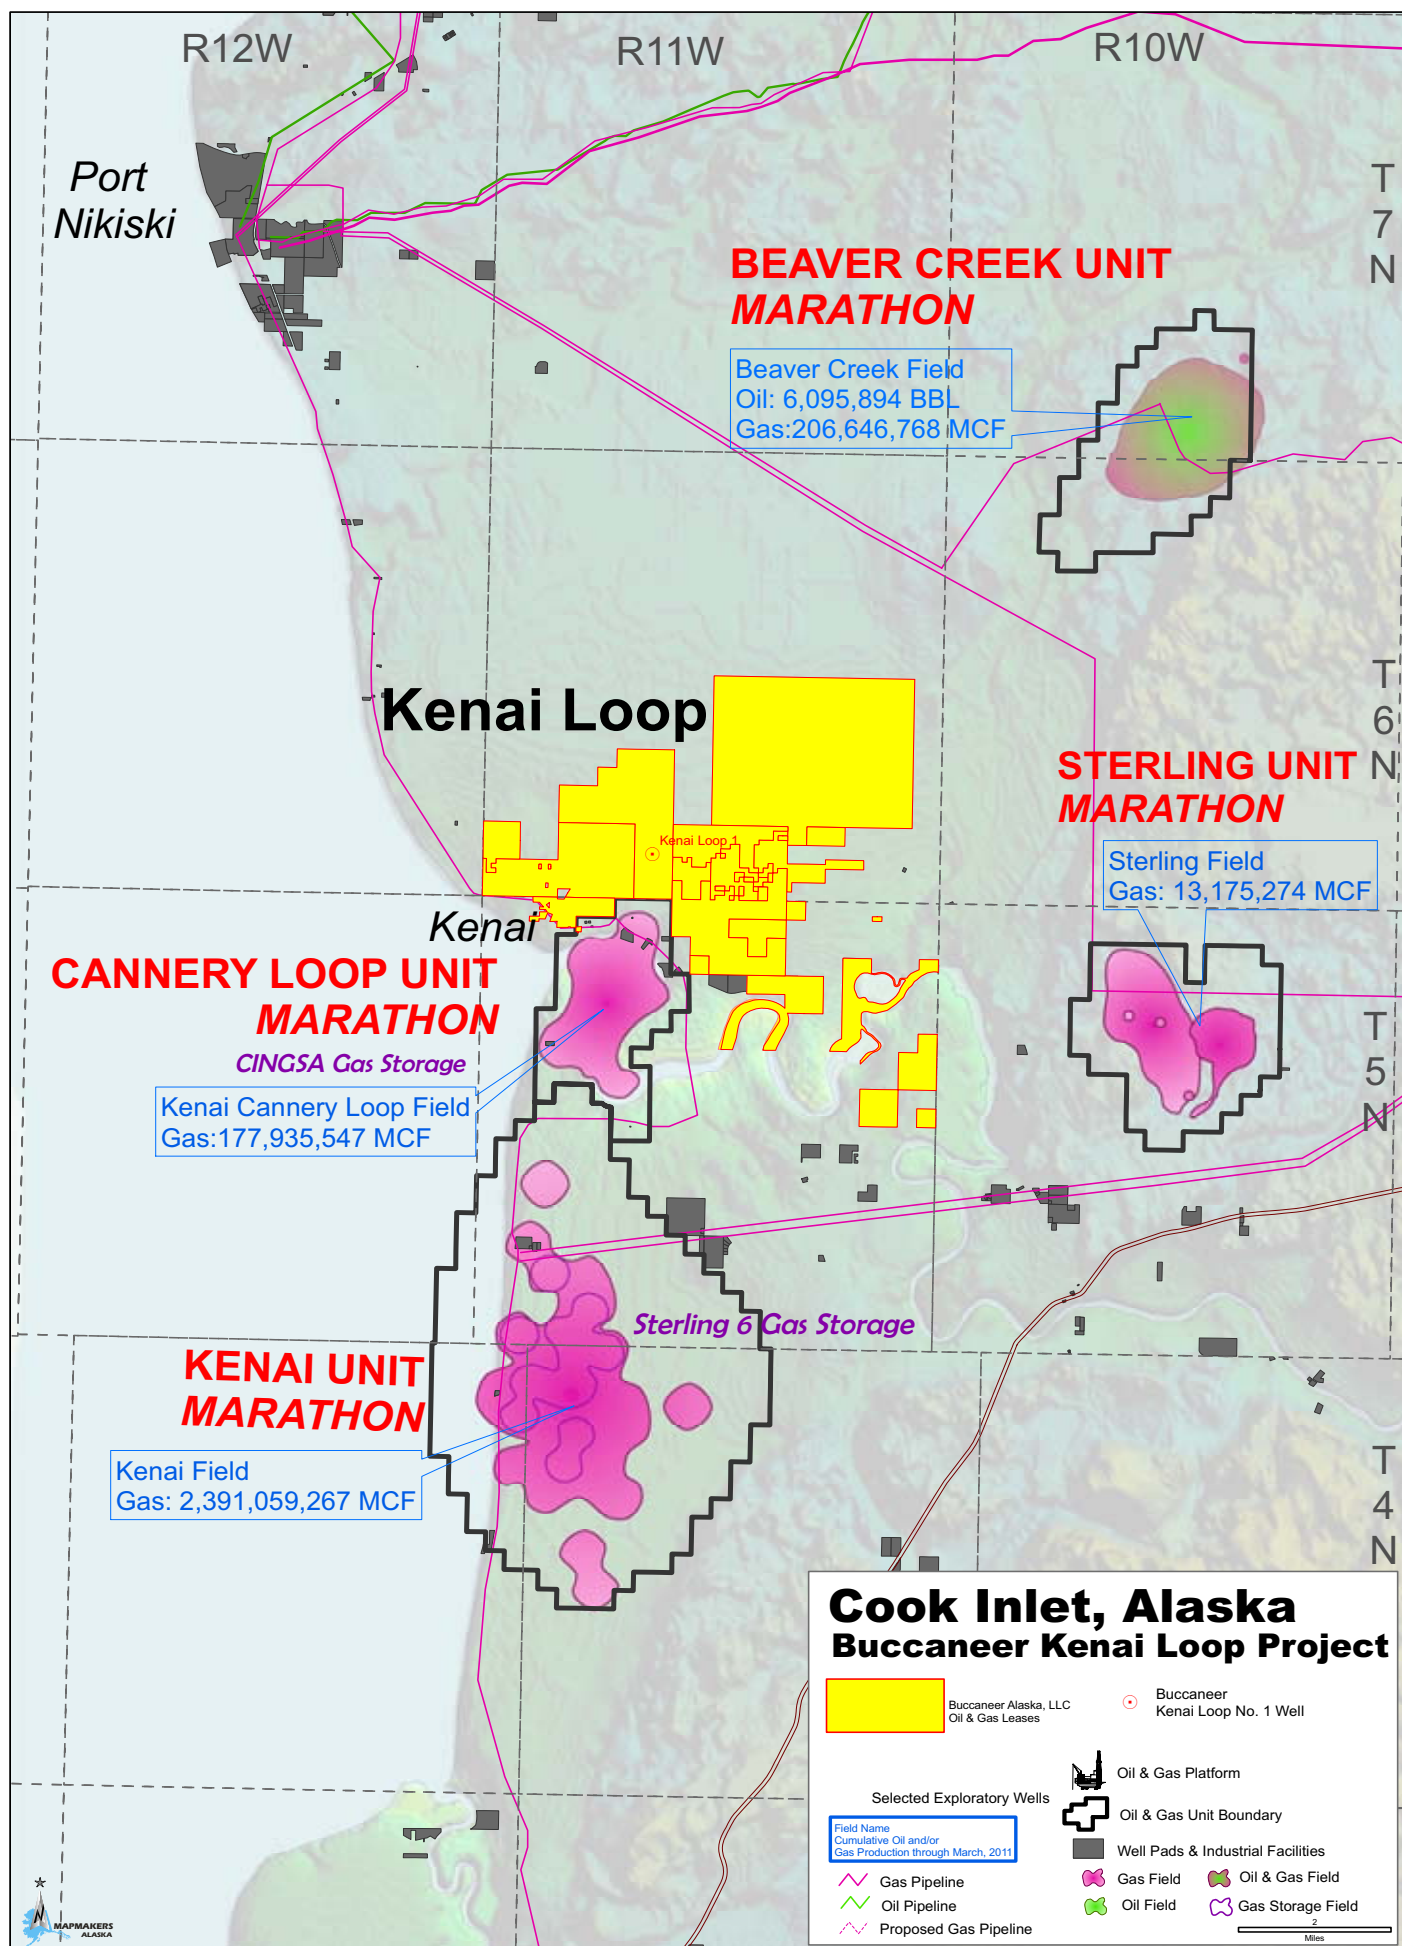 R12W
R11W
R10W
Port
Nikiski
T
7
N
BEAVER CREEK UNIT
MARATHON
Beaver Creek Field
Oil: 6,095,894 BBL
Gas:206,646,768 MCF
T
6
N
Kenai Loop
STERLING UNIT
MARATHON
Kenai Loop 1
Sterling Field
Gas: 13,175,274 MCF
Kenai
CANNERY LOOP UNIT
MARATHON
CINGSA Gas Storage
Kenai Cannery Loop Field
Gas:177,935,547 MCF
T
5
N
Sterling 6 Gas Storage
KENAI UNIT
MARATHON
Kenai Field
Gas: 2,391,059,267 MCF
T
4
N
Cook Inlet, Alaska
Buccaneer Kenai Loop Project
Buccaneer Alaska, LLC
Oil & Gas Leases
Buccaneer
Kenai Loop No. 1 Well
Oil & Gas Platform
Selected Exploratory Wells
Oil & Gas Unit Boundary
Field Name
Cumulative Oil and/or
Gas Production through March, 2011
Well Pads & Industrial Facilities
Gas Pipeline
Gas Field
Oil & Gas Field
Oil Pipeline
Oil Field
Gas Storage Field
Proposed Gas Pipeline
2
Miles
N
MAPMAKERS
ALASKA